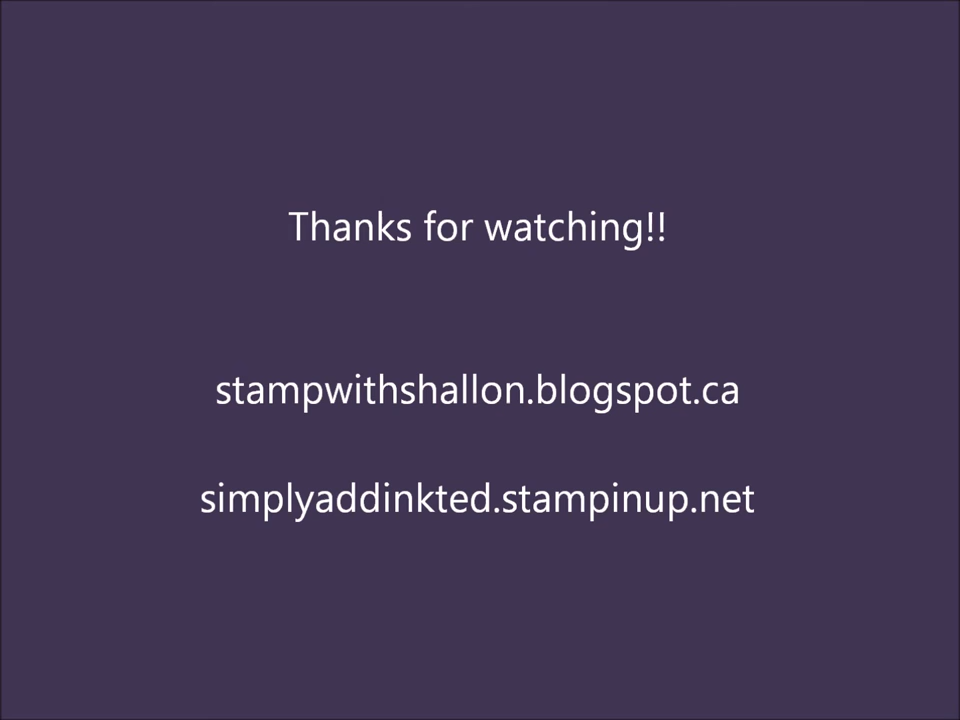 Thanks for watching!!
stampwithshallon.blogspot.ca
simplyaddinkted.stampinup.net